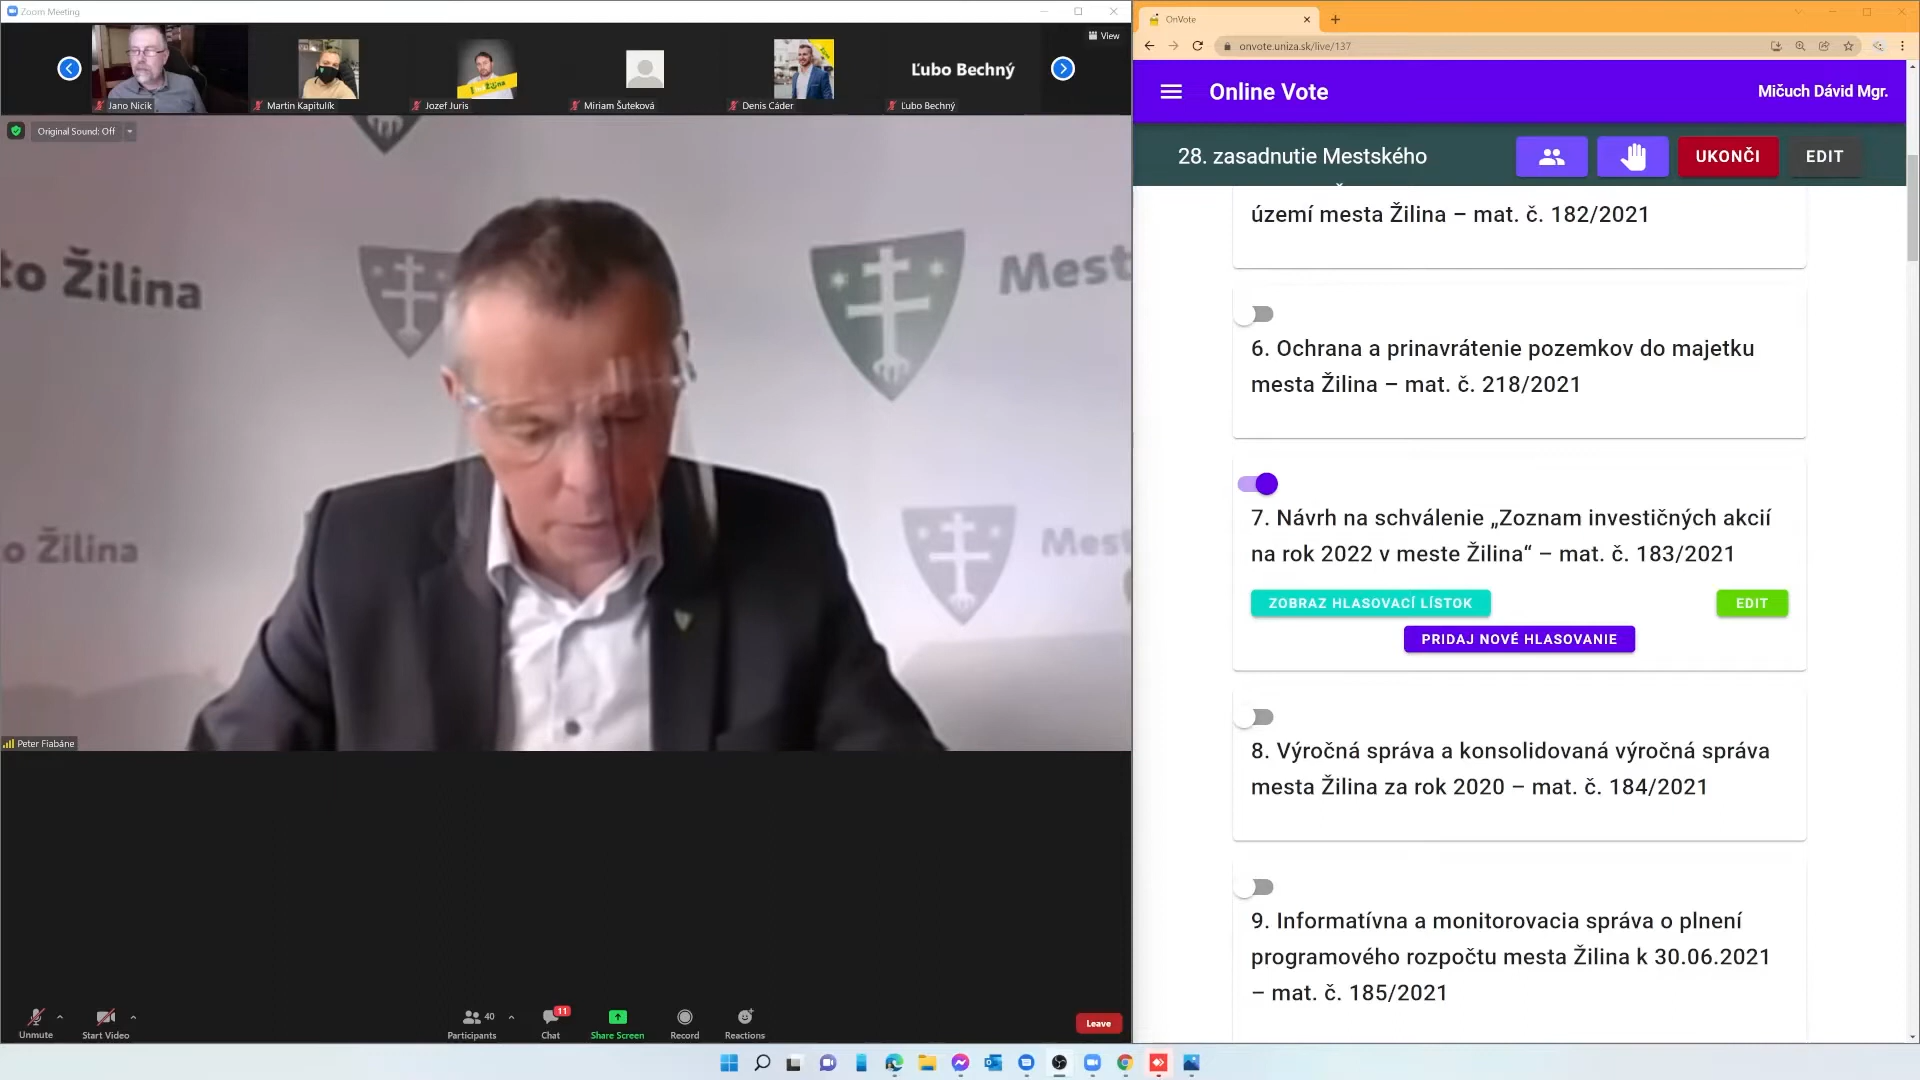 Zoom Meeting
View
Jano Nicik
Martin Kapitulík
Jozef Juris
Miriam Šuteková
Denis Cáder
Ľubo Bechný
Ľubo Bechný
Original Sound: Off
to Žilina
Mest
o Žilina
Mest
Peter Fiabáne
Unmute
Start Video
40
Participants
11
Chat
Share Screen
Record
Reactions
Leave
OnVote
onvote.uniza.sk/live/137
Online Vote
Mičuch Dávid Mgr.
28. zasadnutie Mestského
UKONČI
EDIT
území mesta Žilina – mat. č. 182/2021
6. Ochrana a prinavrátenie pozemkov do majetku
mesta Žilina – mat. č. 218/2021
7. Návrh na schválenie „Zoznam investičných akcií
na rok 2022 v meste Žilina“ – mat. č. 183/2021
ZOBRAZ HLASOVACÍ LÍSTOK
EDIT
PRIDAJ NOVÉ HLASOVANIE
8. Výročná správa a konsolidovaná výročná správa
mesta Žilina za rok 2020 – mat. č. 184/2021
9. Informatívna a monitorovacia správa o plnení
programového rozpočtu mesta Žilina k 30.06.2021
– mat. č. 185/2021